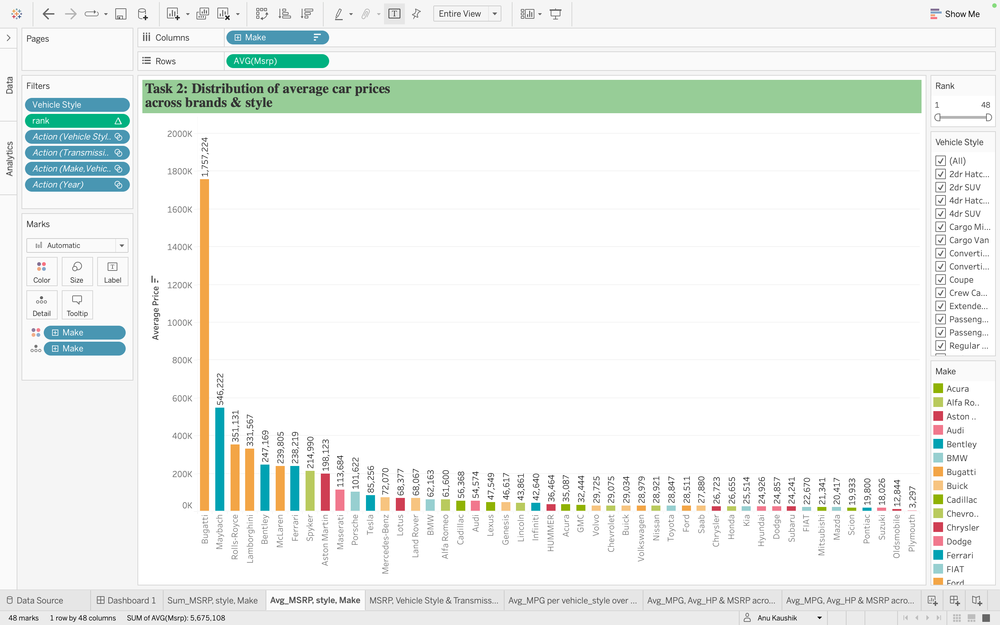 Entire View
Show Me
Data
Analytics
Pages
Columns
Make
Rows
AVG(Msrp)
Filters
Vehicle Style
rank
Action (Vehicle Styl..
Action (Transmissi..
Action (Make,Vehic..
Action (Year)
Marks
Automatic
Color
Size
Label
Detail
Tooltip
Make
Make
Task 2: Distribution of average car prices
across brands & style
Average Price
2000K
1800K
1600K
1400K
1200K
1000K
800K
600K
400K
200K
0K
1,757,224
546,222
351,131
331,567
247,169
239,805
238,219
214,990
198,123
113,684
101,622
85,256
72,070
68,377
68,067
62,163
61,600
56,368
54,574
47,549
46,617
43,861
42,640
36,464
35,087
32,444
29,725
29,075
29,034
28,979
28,921
28,847
28,511
27,880
26,723
26,655
25,514
24,926
24,857
24,241
22,670
21,341
20,417
19,933
19,800
18,026
12,844
3,297
Bugatti
Maybach
Rolls-Royce
Lamborghini
Bentley
McLaren
Ferrari
Spyker
Aston Martin
Maserati
Porsche
Tesla
Mercedes-Benz
Lotus
Land Rover
BMW
Alfa Romeo
Cadillac
Audi
Lexus
Genesis
Lincoln
Infiniti
HUMMER
Acura
GMC
Volvo
Chevrolet
Buick
Volkswagen
Nissan
Toyota
Ford
Saab
Chrysler
Honda
Kia
Hyundai
Dodge
Subaru
FIAT
Mitsubishi
Mazda
Scion
Pontiac
Suzuki
Oldsmobile
Plymouth
Rank
1 48
Vehicle Style
(All)
2dr Hatc...
2dr SUV
4dr Hatc...
4dr SUV
Cargo Mi...
Cargo Van
Converti...
Converti...
Coupe
Crew Ca...
Extende...
Passeng...
Passeng...
Regular ...
Make
Acura
Alfa Ro..
Aston ..
Audi
Bentley
BMW
Bugatti
Buick
Cadillac
Chevro..
Chrysler
Dodge
Ferrari
FIAT
Ford
Data Source
Dashboard 1
Sum_MSRP, style, Make
Avg_MSRP, style, Make
MSRP, Vehicle Style & Transmiss...
Avg_MPG per vehicle_style over ...
Avg_MPG, Avg_HP & MSRP acro...
Avg_MPG, Avg_HP & MSRP acro...
48 marks
1 row by 48 columns
SUM of AVG(Msrp): 5,675,108
Anu Kaushik